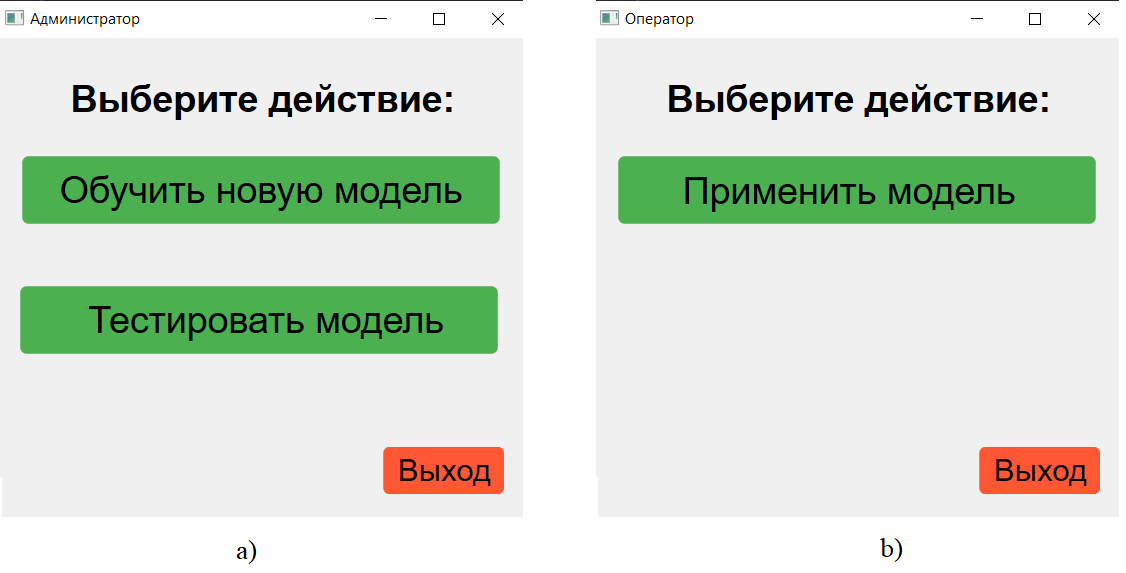 Администратор
Выберите действие:
Обучить новую модель
Тестировать модель
Выход
a)
Оператор
Выберите действие:
Применить модель
Выход
b)